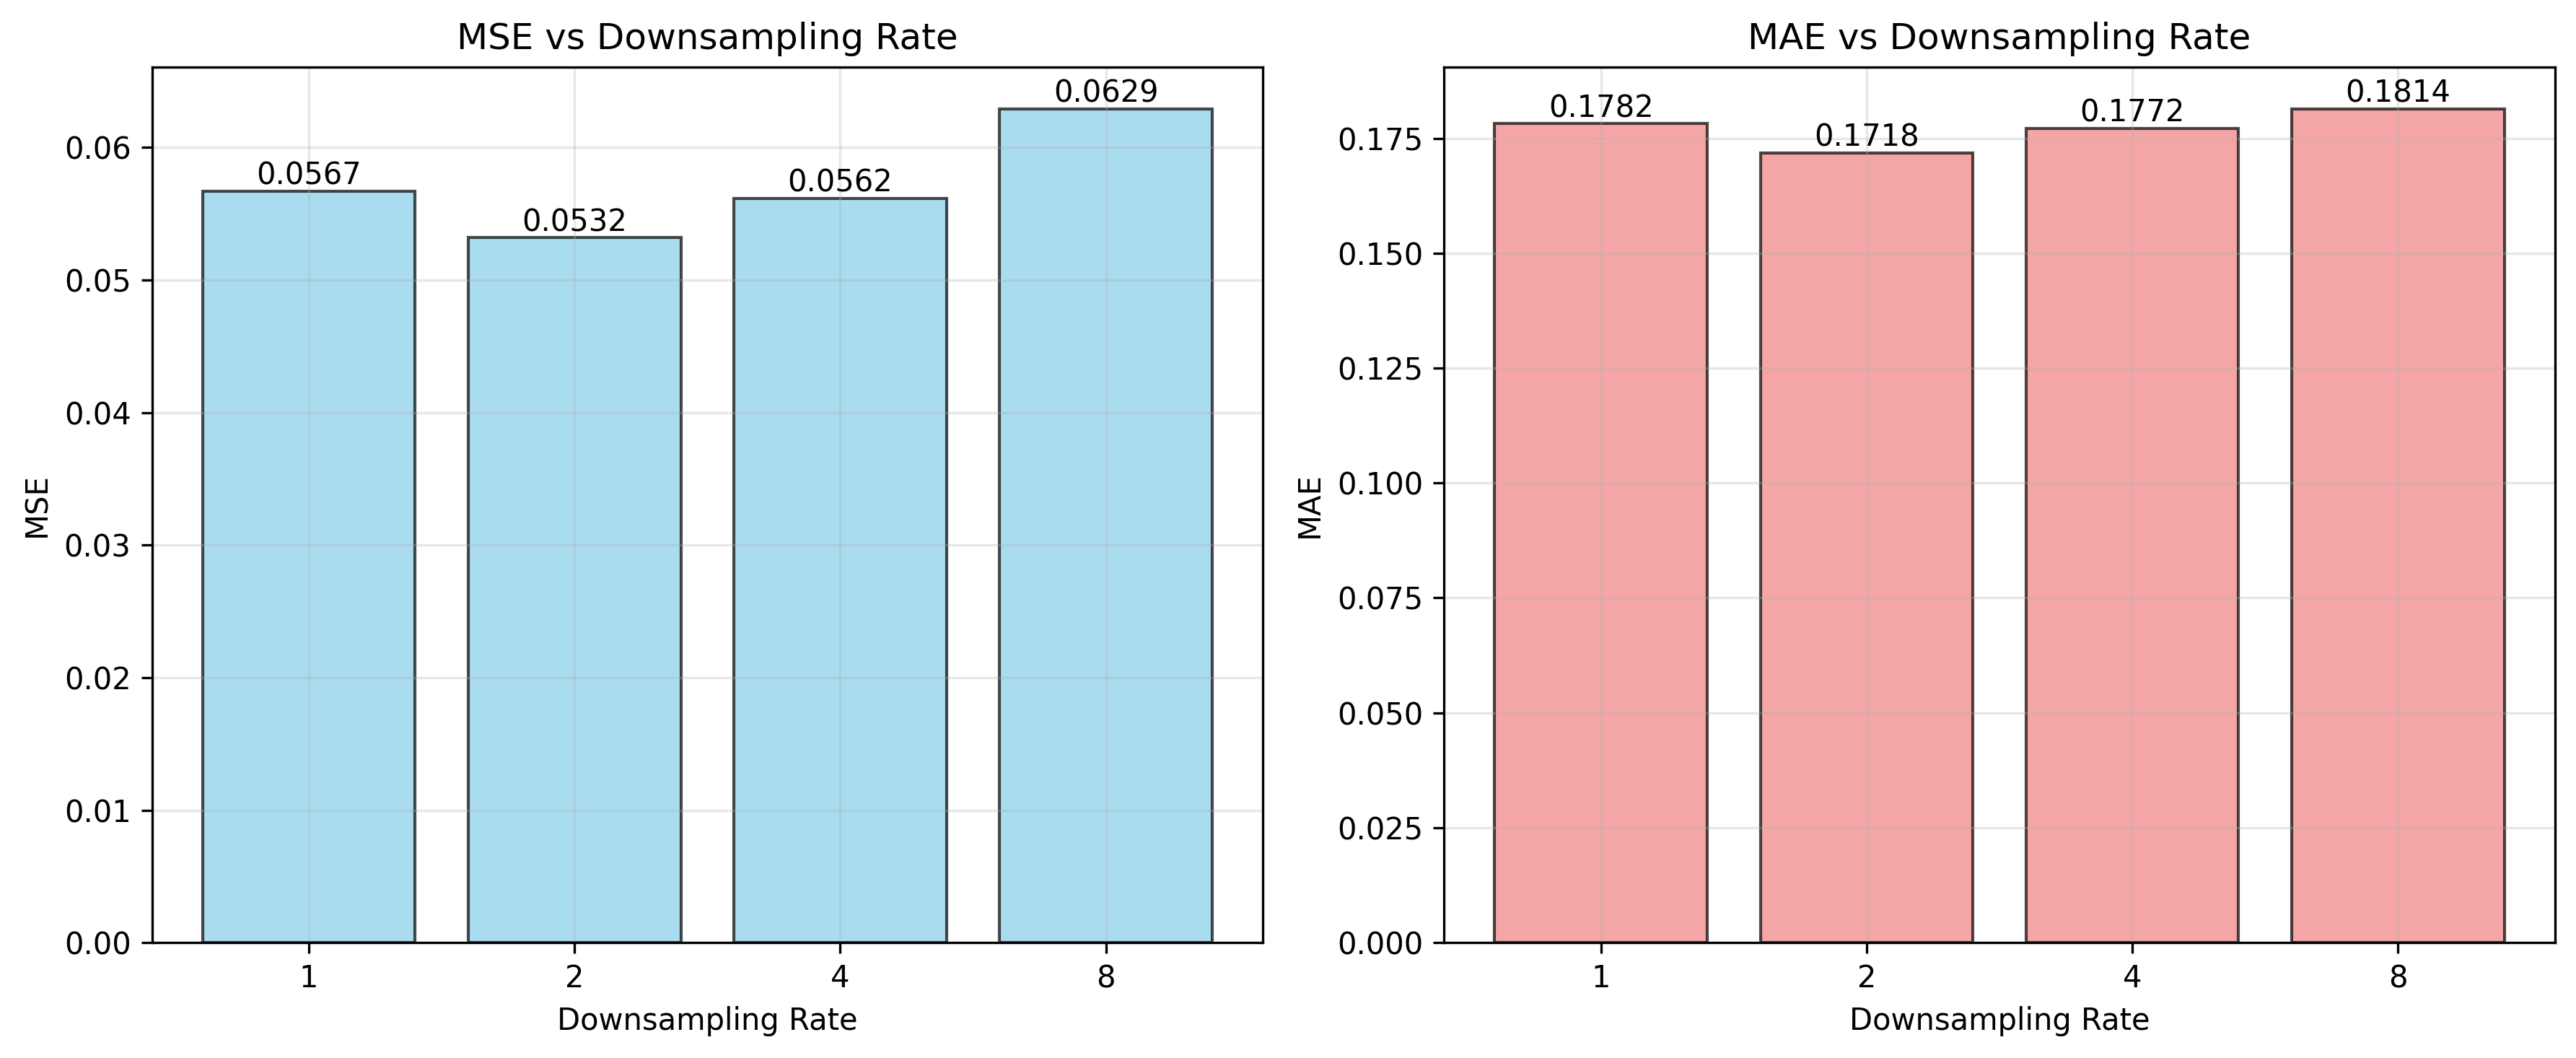 MSE vs Downsampling Rate
0.0567
0.0532
0.0562
0.0629
0.06
0.05
0.04
0.03
0.02
0.01
0.00
MSE
1 2 4 8
Downsampling Rate
MAE vs Downsampling Rate
0.1782
0.1718
0.1772
0.1814
0.175
0.150
0.125
0.100
0.075
0.050
0.025
0.000
MAE
1 2 4 8
Downsampling Rate